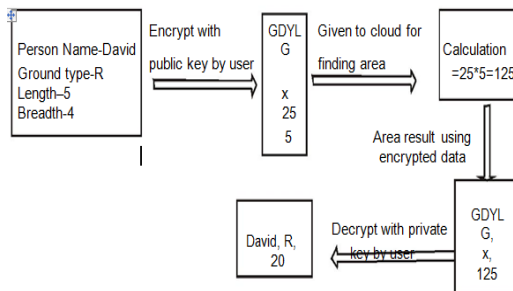 Person Name-David
Ground type-R
Length–5
Breadth-4
Encrypt with
public key by user
GDYL
G
x
25
5
Given to cloud for
finding area
Calculation
=25*5=125
Area result using
encrypted data
GDYL
G,
x,
125
Decrypt with private
key by user
David, R,
20